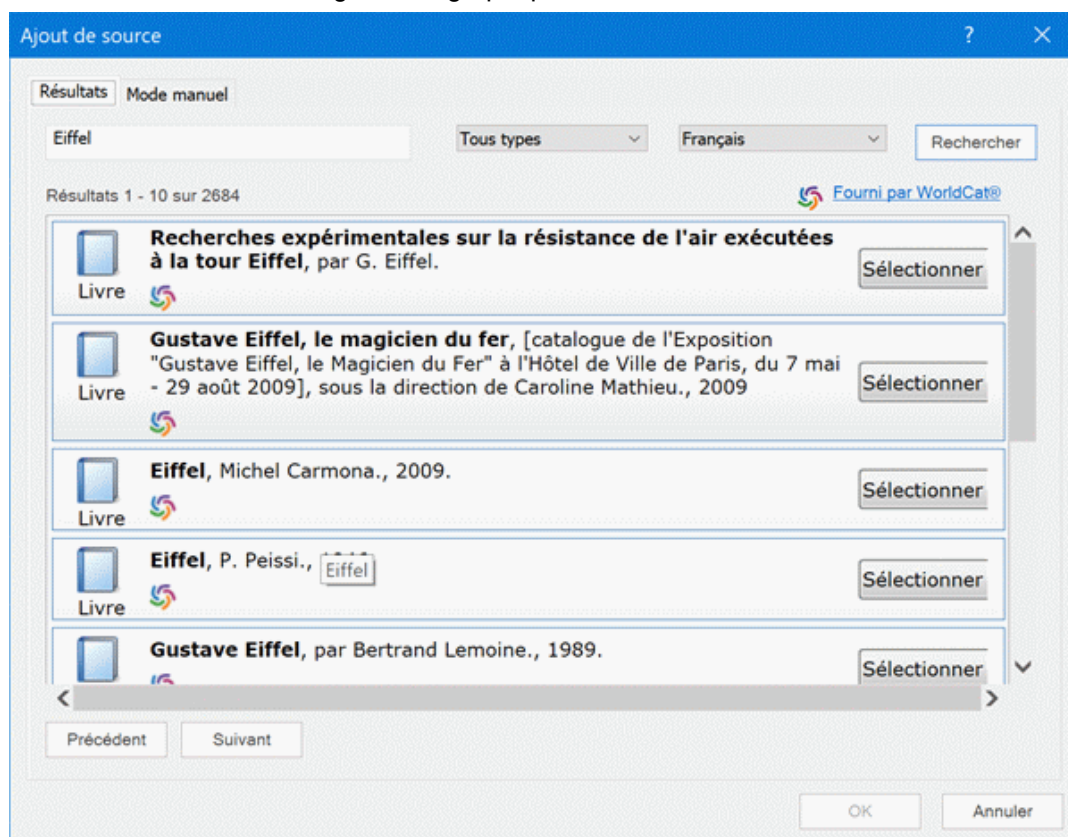 Ajout de source ? ×
Résultats Mode manuel
Eiffel Tous types Français Rechercher
Résultats 1 - 10 sur 2684 Fourni par WorldCat®
Recherches expérimentales sur la résistance de l'air exécutées
à la tour Eiffel, par G. Eiffel.
Livre
Sélectionner
Gustave Eiffel, le magicien du fer, [catalogue de l'Exposition
"Gustave Eiffel, le Magicien du Fer" à l'Hôtel de Ville de Paris, du 7 mai
- 29 août 2009], sous la direction de Caroline Mathieu., 2009
Livre
Sélectionner
Eiffel, Michel Carmona., 2009.
Livre
Sélectionner
Eiffel, P. Peissi.,
Eiffel
Livre
Sélectionner
Gustave Eiffel, par Bertrand Lemoine., 1989.
Sélectionner
Précédent Suivant
OK Annuler